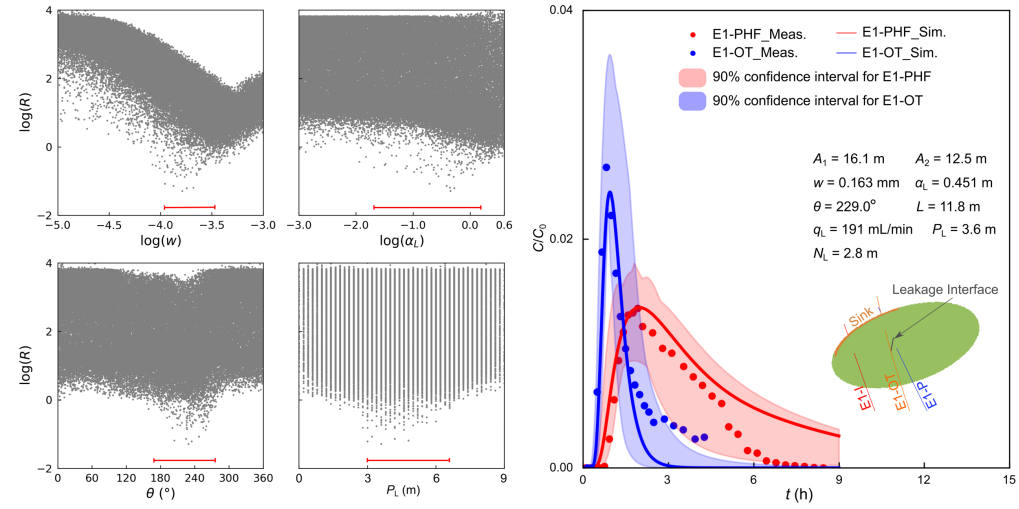 4
2
0
−2
log(R)
−5.0 −4.5 −4.0 −3.5 −3.0
log(w)
−3.0 −2.0 −1.0 0.0 0.6
log(αL)
4
2
0
−2
log(R)
0 60 120 180 240 300 360
θ (°)
0 3 6 9
PL (m)
0.04
0.02
0.00
C/C0
0 3 6 9 12 15
t (h)
E1-PHF_Meas. E1-PHF_Sim.
E1-OT_Meas. E1-OT_Sim.
90% confidence interval for E1-PHF
90% confidence interval for E1-OT
A1 = 16.1 m A2 = 12.5 m
w = 0.163 mm αL = 0.451 m
θ = 229.0° L = 11.8 m
qL = 191 mL/min PL = 3.6 m
NL = 2.8 m
Leakage Interface
Sink
E1-I
E1-OT
E1-P